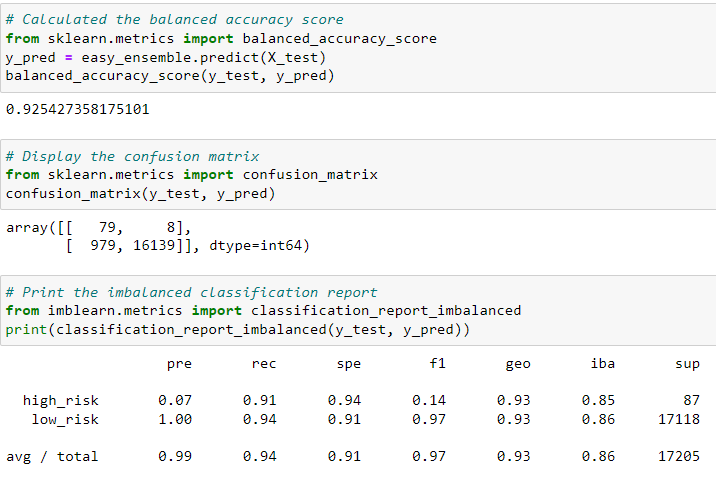 # Calculated the balanced accuracy score
from sklearn.metrics import balanced_accuracy_score
y_pred = easy_ensemble.predict(X_test)
balanced_accuracy_score(y_test, y_pred)
0.925427358175101
# Display the confusion matrix
from sklearn.metrics import confusion_matrix
confusion_matrix(y_test, y_pred)
array([[   79,     8],
       [  979, 16139]], dtype=int64)
# Print the imbalanced classification report
from imblearn.metrics import classification_report_imbalanced
print(classification_report_imbalanced(y_test, y_pred))
                   pre       rec       spe        f1       geo       iba       sup
  high_risk       0.07      0.91      0.94      0.14      0.93      0.85        87
   low_risk       1.00      0.94      0.91      0.97      0.93      0.86     17118
avg / total       0.99      0.94      0.91      0.97      0.93      0.86     17205